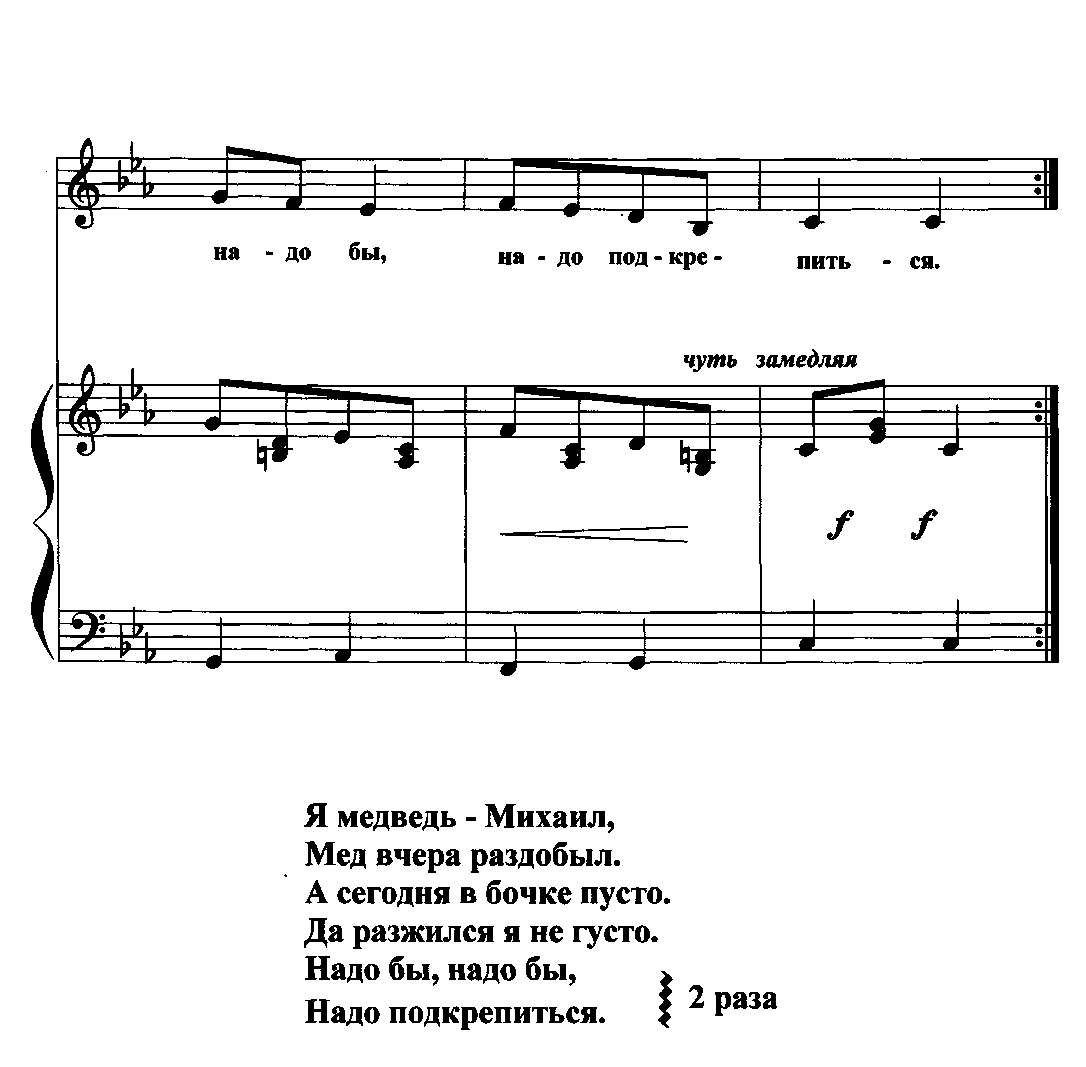 на - до бы, на - до под - кре - пить - ся.
чуть замедляя
f f
Я медведь - Михаил,
Мед вчера раздобыл.
А сегодня в бочке пусто.
Да разжился я не густо.
Надо бы, надо бы,
Надо подкрепиться.
2 раза